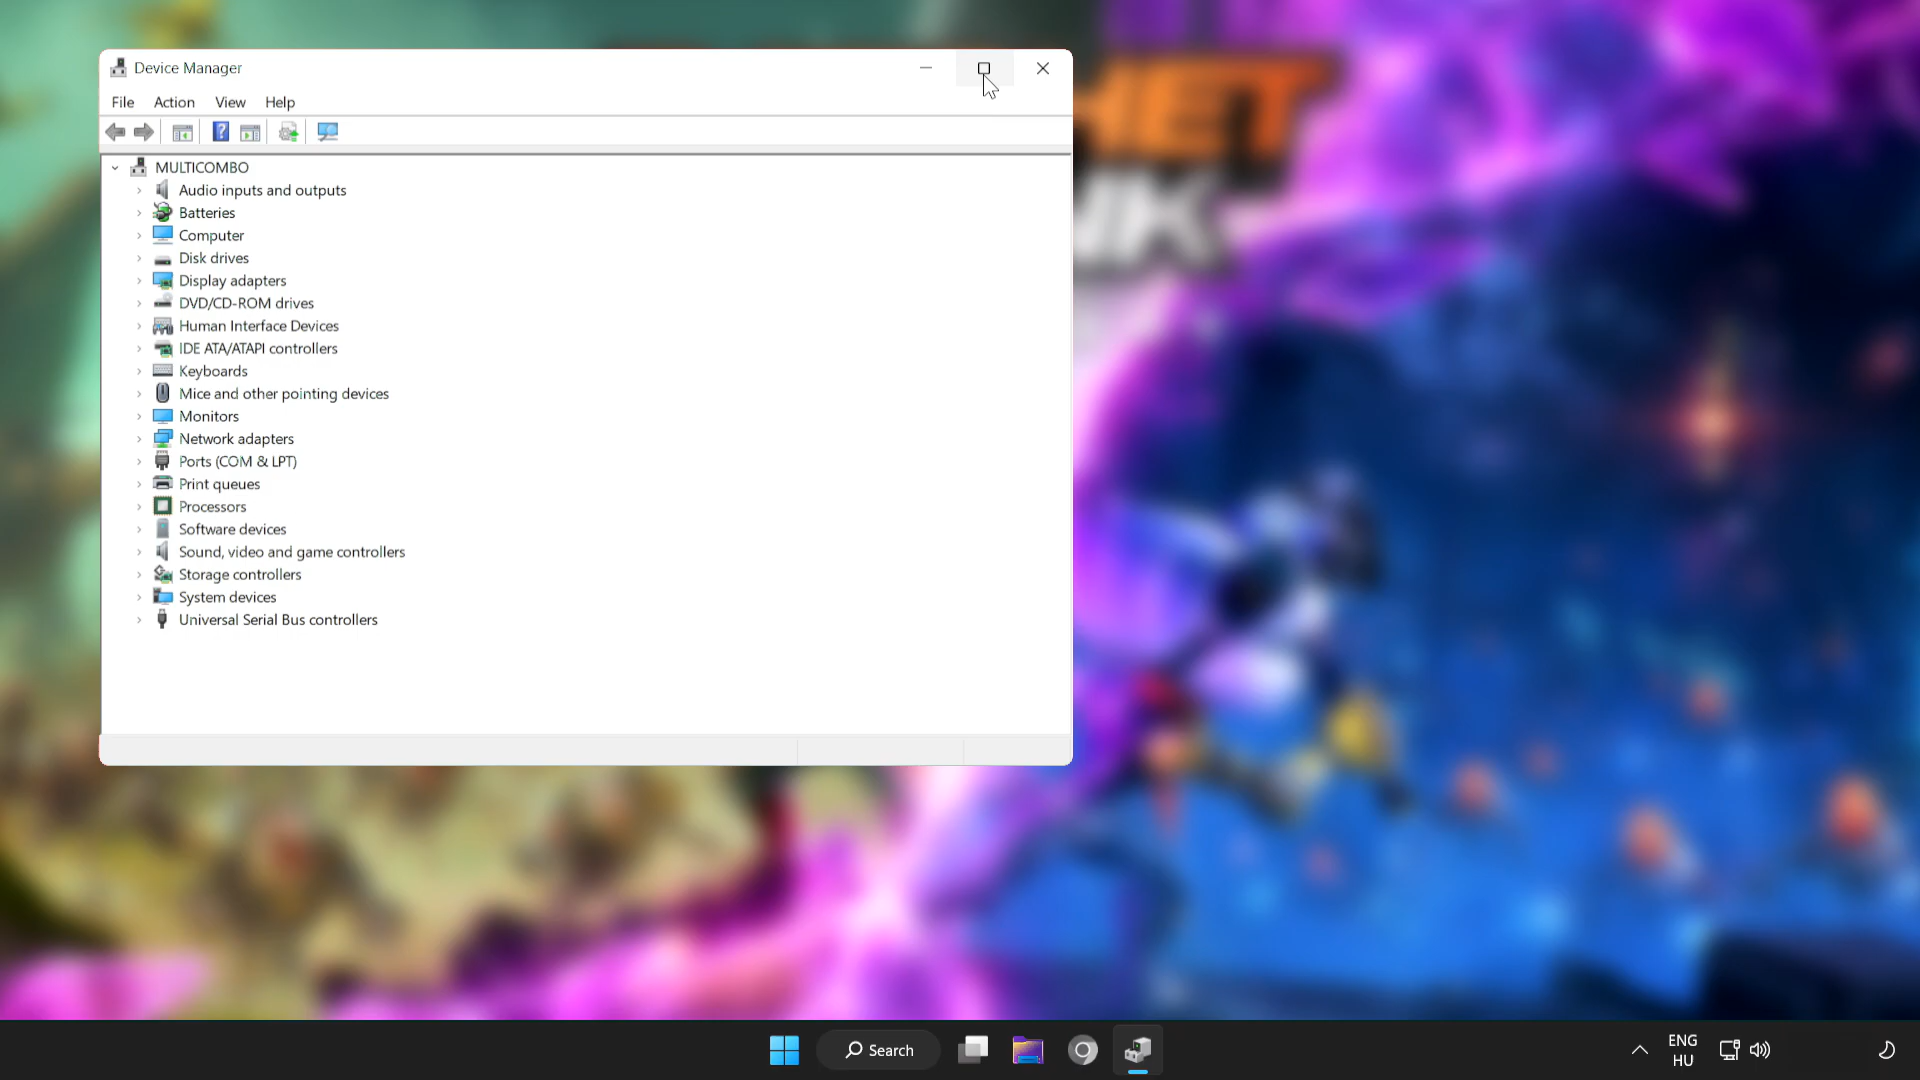 Device Manager
File Action View Help
MULTICOMBO
Audio inputs and outputs
Batteries
Computer
Disk drives
Display adapters
DVD/CD-ROM drives
Human Interface Devices
IDE ATA/ATAPI controllers
Keyboards
Mice and other pointing devices
Monitors
Network adapters
Ports (COM & LPT)
Print queues
Processors
Software devices
Sound, video and game controllers
Storage controllers
System devices
Universal Serial Bus controllers
Search
ENG
HU